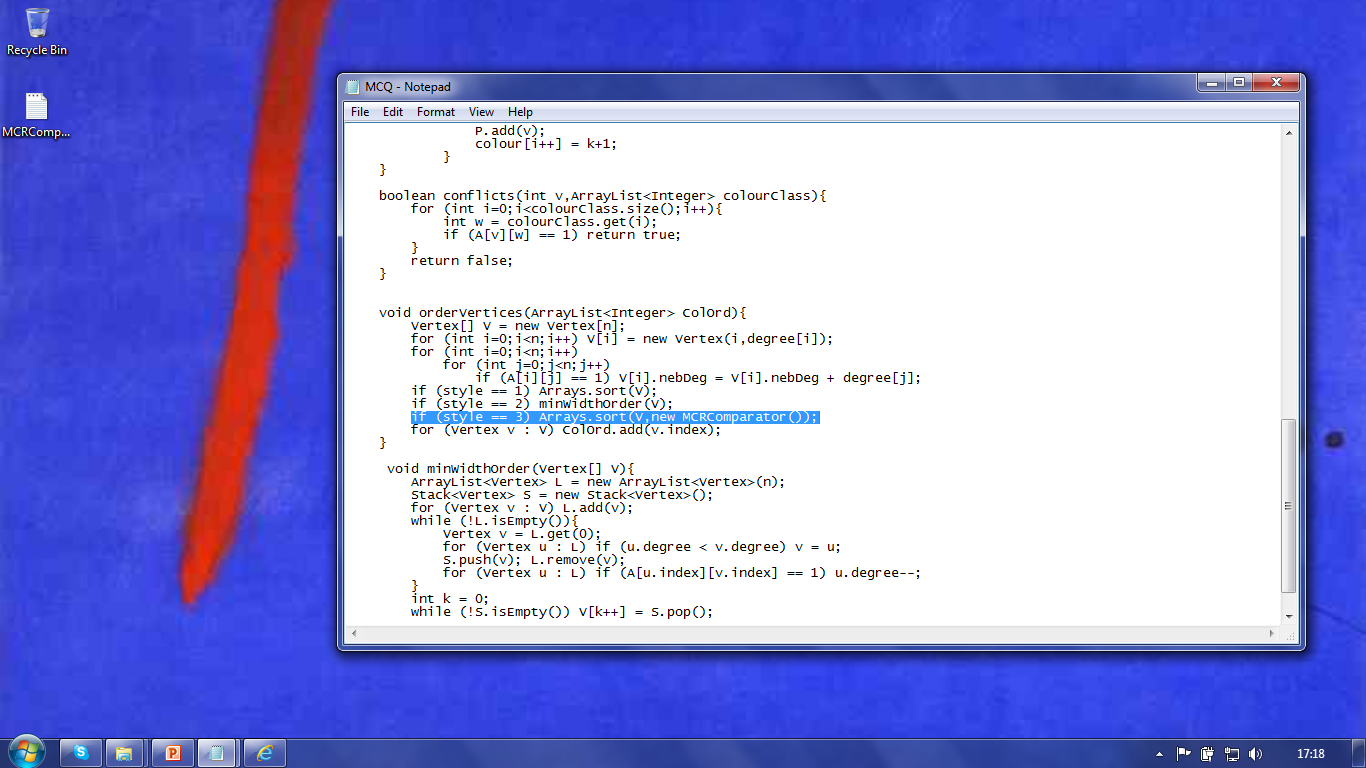 Recycle Bin
MCRComp...
MCQ - Notepad
File Edit Format View Help
P.add(v);
colour[i++] = k+1;
}
}
boolean conflicts(int v,ArrayList<Integer> colourClass){
for (int i=0;i<colourClass.size();i++){
int w = colourClass.get(i);
if (A[v][w] == 1) return true;
}
return false;
}
void orderVertices(ArrayList<Integer> ColOrd){
Vertex[] V = new Vertex[n];
for (int i=0;i<n;i++) V[i] = new Vertex(i,degree[i]);
for (int i=0;i<n;i++)
for (int j=0;j<n;j++)
if (A[i][j] == 1) V[i].nebDeg = V[i].nebDeg + degree[j];
if (style == 1) Arrays.sort(V);
if (style == 2) minWidthOrder(V);
if (style == 3) Arrays.sort(V,new MCRComparator());
for (Vertex v : V) ColOrd.add(v.index);
}
void minWidthOrder(Vertex[] V){
ArrayList<Vertex> L = new ArrayList<Vertex>(n);
Stack<Vertex> S = new Stack<Vertex>();
for (Vertex v : V) L.add(v);
while (!L.isEmpty()){
Vertex v = L.get(0);
for (Vertex u : L) if (u.degree < v.degree) v = u;
S.push(v); L.remove(v);
for (Vertex u : L) if (A[u.index][v.index] == 1) u.degree--;
}
int k = 0;
while (!S.isEmpty()) V[k++] = S.pop();
17:18